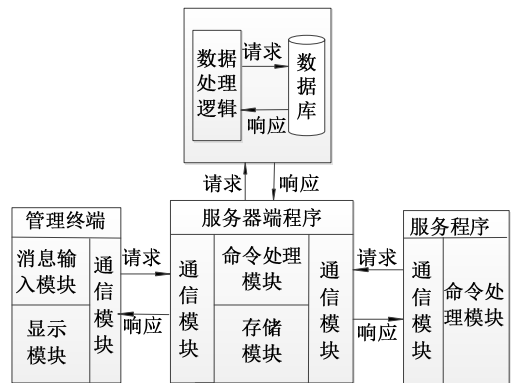 数据
处理
逻辑
请求
响应
数
据
库
请求
响应
管理终端
消息输
入模块
显示
模块
通
信
模
块
请求
响应
服务器端程序
通
信
模
块
命令处理
模块
存储
模块
通
信
模
块
请求
响应
服务程序
通
信
模
块
命令处
理模块